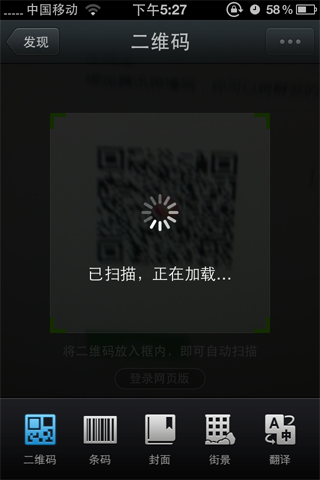 中国移动 下午5:27 58%
发现 二维码
已扫描，正在加载...
将二维码放入框内，即可自动扫描
登录网页版
二维码 条码 封面 街景 翻译
A 中